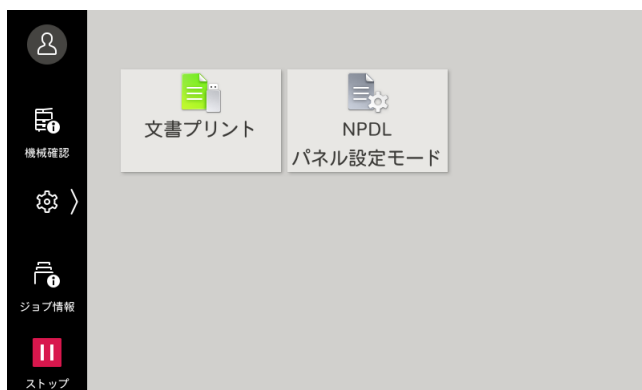 機械確認
ジョブ情報
ストップ
文書プリント
NPDL
パネル設定モード